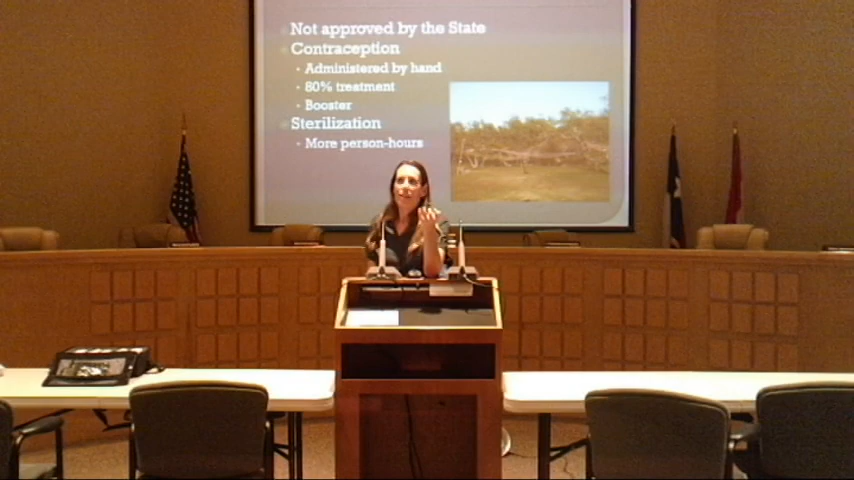 Not approved by the State
Contraception
Administered by hand
80% treatment
Booster
Sterilization
More person-hours